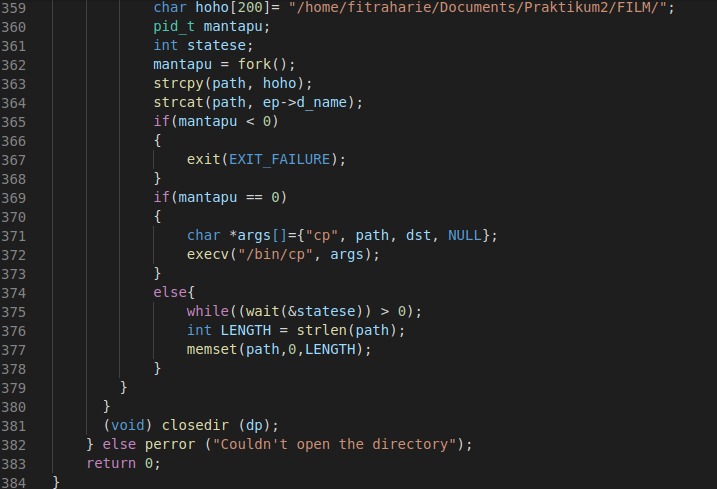 359 char hoho[200]= "/home/fitraharie/Documents/Praktikum2/FILM/";
360 pid_t mantapu;
361 int statese;
362 mantapu = fork();
363 strcpy(path, hoho);
364 strcat(path, ep->d_name);
365 if(mantapu < 0)
366 {
367 exit(EXIT_FAILURE);
368 }
369 if(mantapu == 0)
370 {
371 char *args[]={"cp", path, dst, NULL};
372 execv("/bin/cp", args);
373 }
374 else{
375 while((wait(&statese)) > 0);
376 int LENGTH = strlen(path);
377 memset(path,0,LENGTH);
378 }
379 }
380 }
381 (void) closedir (dp);
382 } else perror ("Couldn't open the directory");
383 return 0;
384 }